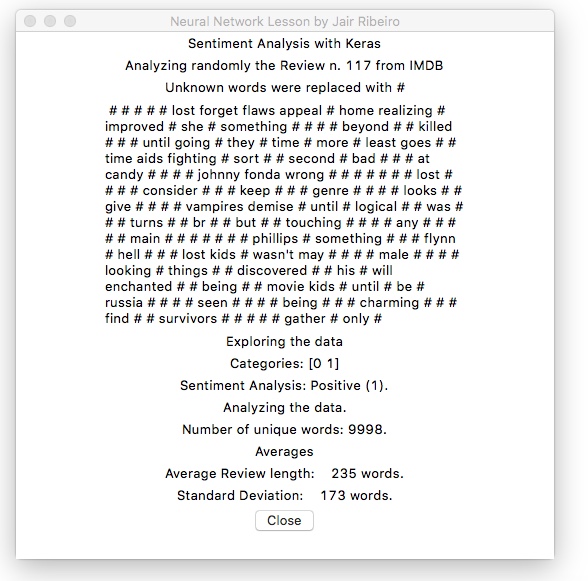 Neural Network Lesson by Jair Ribeiro
Sentiment Analysis with Keras
Analyzing randomly the Review n. 117 from IMDB
Unknown words were replaced with #
# # # # # lost forget flaws appeal # home realizing #
improved # she # something # # # # beyond # # killed
# # # until going # they # time # more # least goes # #
time aids fighting # sort # # second # bad # # # at
candy # # # # johnny fonda wrong # # # # # # # lost #
# # # consider # # # keep # # # genre # # # # looks # #
give # # # # vampires demise # until # logical # # was #
# # turns # # br # # but # # touching # # # # any # # #
# # main # # # # # # # phillips # something # # # flynn
# hell # # # lost kids # wasn't may # # # # male # # # #
looking # things # # discovered # # his # will
enchanted # # being # # movie kids # until # be #
russia # # # # seen # # # # being # # # charming # # #
find # # survivors # # # # # gather # only #
Exploring the data
Categories: [0 1]
Sentiment Analysis: Positive (1).
Analyzing the data.
Number of unique words: 9998.
Averages
Average Review length: 235 words.
Standard Deviation: 173 words.
Close